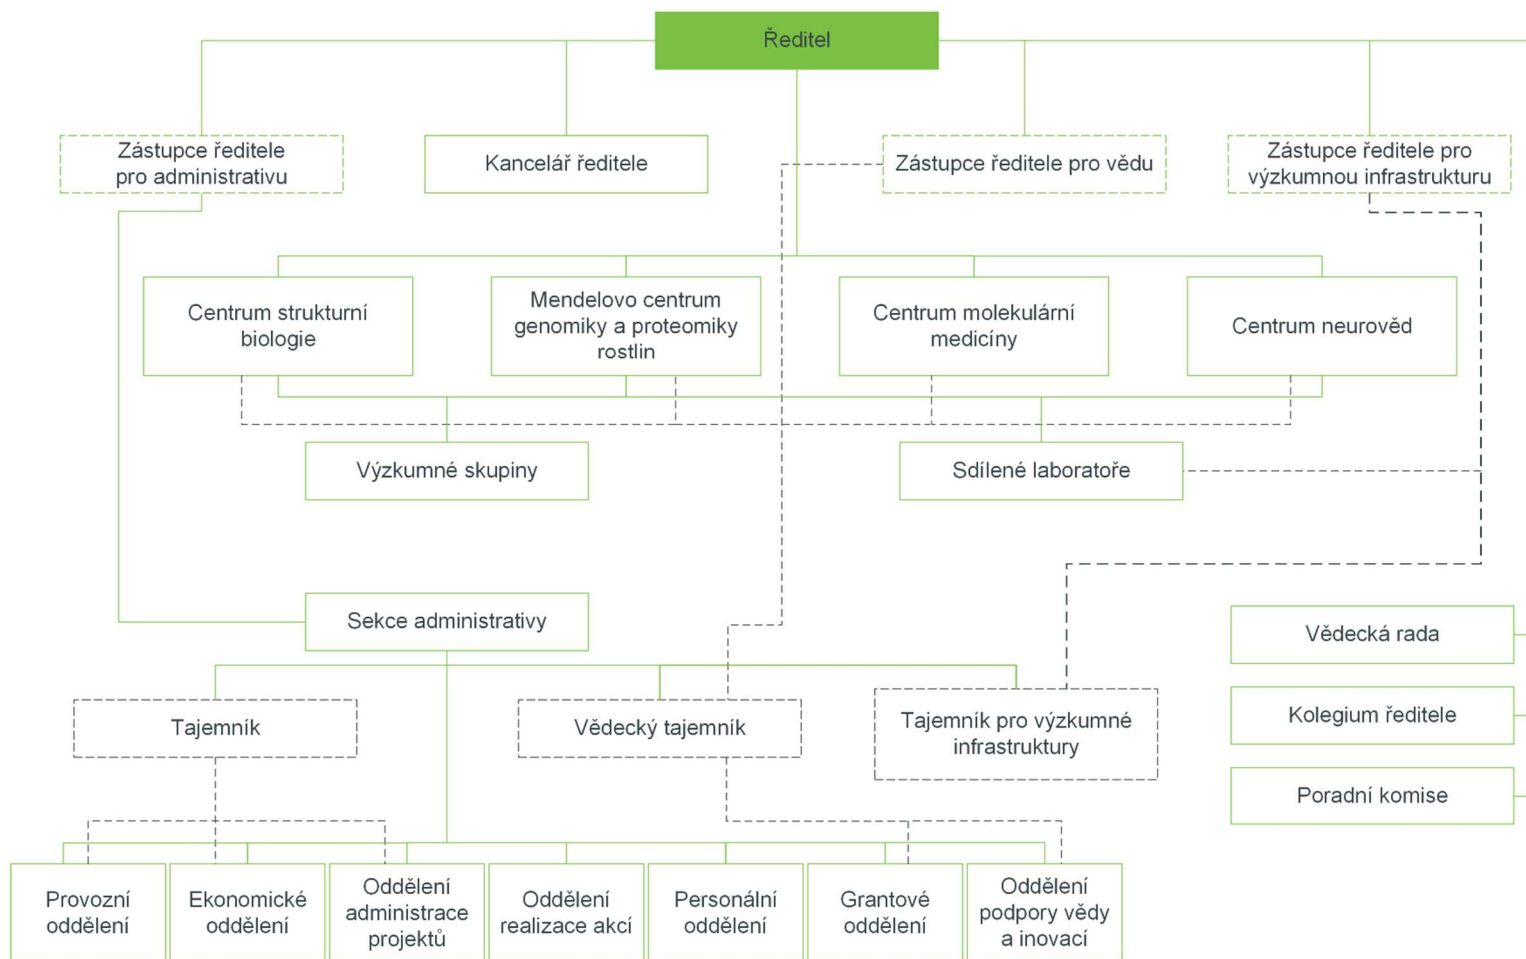 Ředitel
Zástupce ředitele
pro administrativu
Kancelář ředitele
Zástupce ředitele pro vědu
Zástupce ředitele pro
výzkumnou infrastrukturu
Centrum strukturní
biologie
Mendelovo centrum
genomiky a proteomiky
rostlin
Centrum molekulární
medicíny
Centrum neurověd
Výzkumné skupiny
Sdílené laboratoře
Sekce administrativy
Vědecká rada
Kolegium ředitele
Poradní komise
Tajemník
Vědecký tajemník
Tajemník pro výzkumné
infrastruktury
Provozní
oddělení
Ekonomické
oddělení
Oddělení
administrace
projektů
Oddělení
realizace akcí
Personální
oddělení
Grantové
oddělení
Oddělení
podpory vědy
a inovací